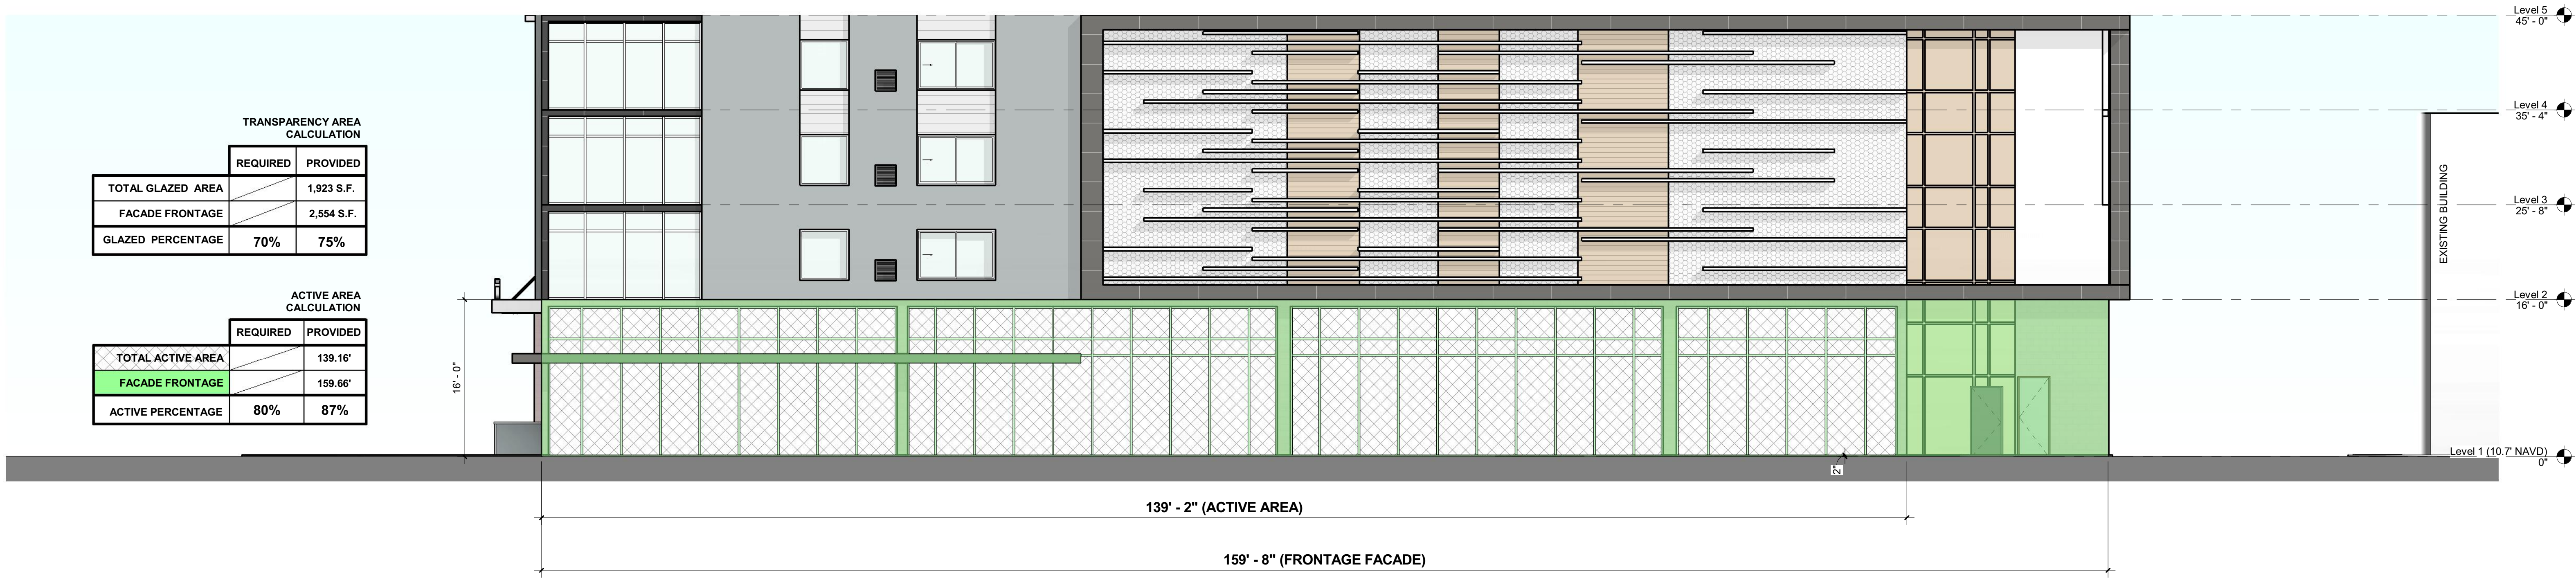 TRANSPARENCY AREA
CALCULATION
REQUIRED PROVIDED
TOTAL GLAZED AREA 1,923 S.F.
FACADE FRONTAGE 2,554 S.F.
GLAZED PERCENTAGE 70% 75%
ACTIVE AREA
CALCULATION
REQUIRED PROVIDED
TOTAL ACTIVE AREA 139.16'
FACADE FRONTAGE 159.66'
ACTIVE PERCENTAGE 80% 87%
16' - 0"
2"
139' - 2" (ACTIVE AREA)
159' - 8" (FRONTAGE FACADE)
EXISTING BUILDING
Level 5
45' - 0"
Level 4
35' - 4"
Level 3
25' - 8"
Level 2
16' - 0"
Level 1 (10.7' NAVD)
0"